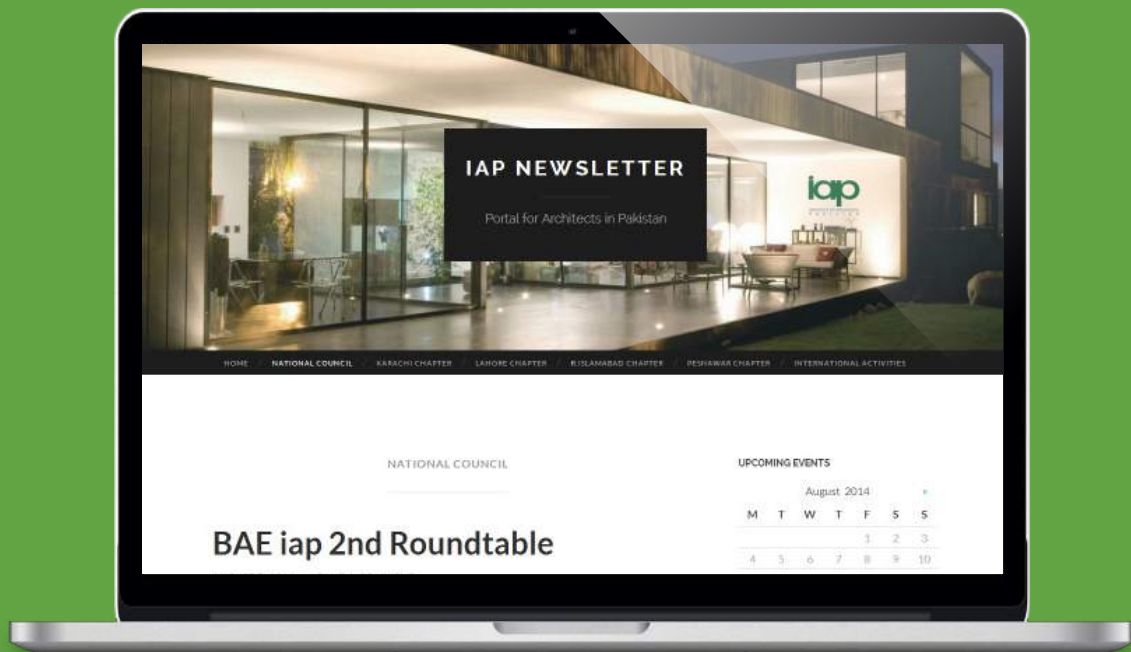 IAP NEWSLETTER
Portal for Architects in Pakistan
iap
HOME / NATIONAL COUNCIL / KARACHI CHAPTER / LAHORE CHAPTER / R.ISLAMABAD CHAPTER / PESHAWAR CHAPTER / INTERNATIONAL ACTIVITIES
NATIONAL COUNCIL
BAE iap 2nd Roundtable
UPCOMING EVENTS
August 2014 »
M T W T F S S
1 2 3
4 5 6 7 8 9 10